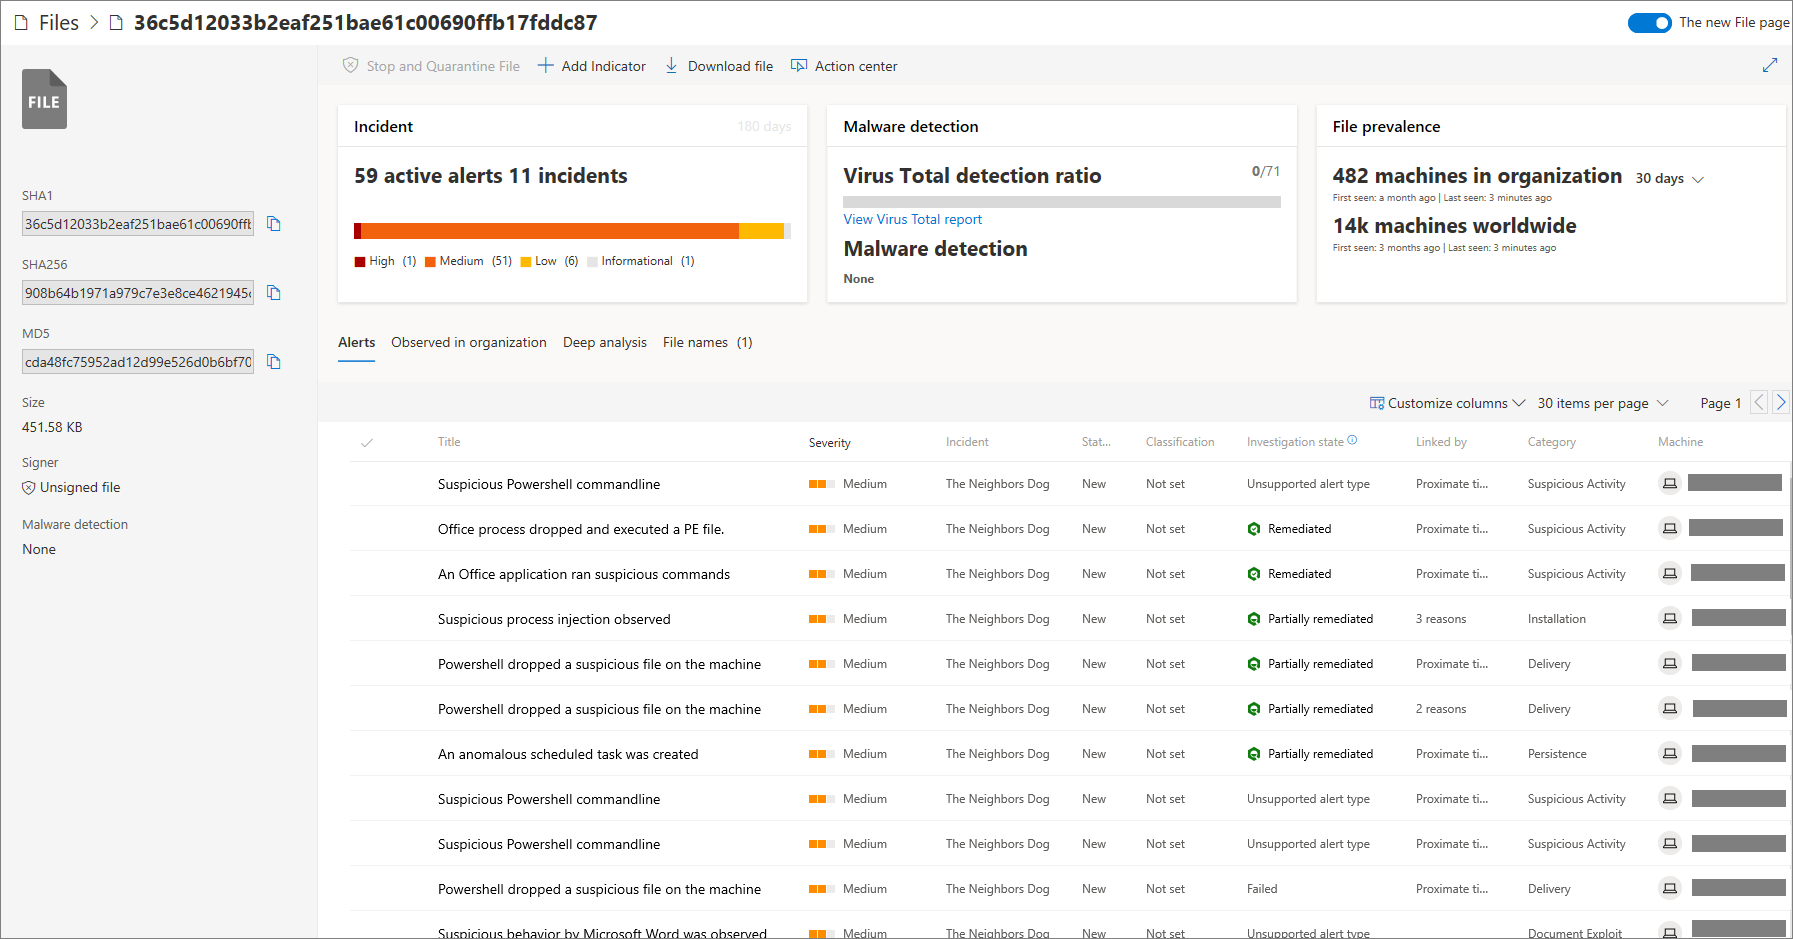 Files > 36c5d12033b2eaf251bae61c00690ffb17fddc87
The new File page
FILE
SHA1
36c5d12033b2eaf251bae61c00690ffb
SHA256
908b64b1971a979c7e3e8ce4621945c
MD5
cda48fc75952ad12d99e526d0b6bf70
Size
451.58 KB
Signer
Unsigned file
Malware detection
None
Stop and Quarantine File Add Indicator Download file Action center
Incident 180 days
59 active alerts 11 incidents
High (1) Medium (51) Low (6) Informational (1)
Malware detection
Virus Total detection ratio 0/71
View Virus Total report
Malware detection
None
File prevalence
482 machines in organization 30 days
First seen: a month ago | Last seen: 3 minutes ago
14k machines worldwide
First seen: 3 months ago | Last seen: 3 minutes ago
Alerts Observed in organization Deep analysis File names (1)
Customize columns 30 items per page Page 1
Title Severity Incident Stat... Classification Investigation state Linked by Category Machine
Suspicious Powershell commandline Medium The Neighbors Dog New Not set Unsupported alert type Proximate ti... Suspicious Activity
Office process dropped and executed a PE file. Medium The Neighbors Dog New Not set Remediated Proximate ti... Suspicious Activity
An Office application ran suspicious commands Medium The Neighbors Dog New Not set Remediated Proximate ti... Suspicious Activity
Suspicious process injection observed Medium The Neighbors Dog New Not set Partially remediated 3 reasons Installation
Powershell dropped a suspicious file on the machine Medium The Neighbors Dog New Not set Partially remediated Proximate ti... Delivery
Powershell dropped a suspicious file on the machine Medium The Neighbors Dog New Not set Partially remediated 2 reasons Delivery
An anomalous scheduled task was created Medium The Neighbors Dog New Not set Partially remediated Proximate ti... Persistence
Suspicious Powershell commandline Medium The Neighbors Dog New Not set Unsupported alert type Proximate ti... Suspicious Activity
Suspicious Powershell commandline Medium The Neighbors Dog New Not set Unsupported alert type Proximate ti... Suspicious Activity
Powershell dropped a suspicious file on the machine Medium The Neighbors Dog New Not set Failed Proximate ti... Delivery
Suspicious behavior by Microsoft Word was observed Medium The Neighbors Dog New Not set Unsupported alert type Proximate ti... Document Exploit